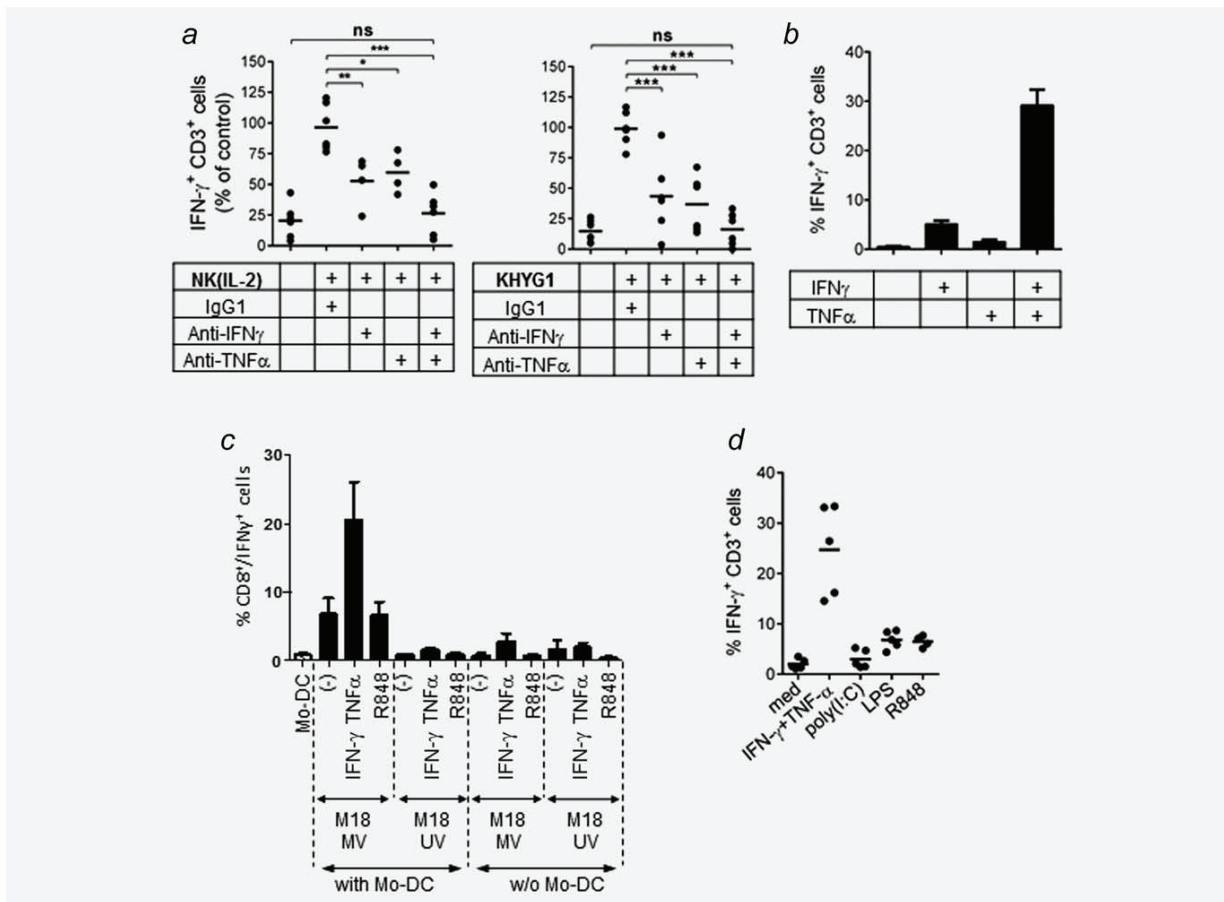 a
ns
***
*
**
IFN-γ⁺ CD3⁺ cells
(% of control)
150
125
100
75
50
25
0
NK(IL-2) + + + +
IgG1 +
Anti-IFNγ + +
Anti-TNFα + +
ns
***
***
***
150
125
100
75
50
25
0
KHYG1 + + + +
IgG1 +
Anti-IFNγ + +
Anti-TNFα + +
b
% IFN-γ⁺ CD3⁺ cells
40
30
20
10
0
IFNγ + +
TNFα + +
c
% CD8⁺/IFNγ⁺ cells
30
20
10
0
Mo-DC
(-)
IFN-γ TNFα
R848
(-)
IFN-γ TNFα
R848
(-)
IFN-γ TNFα
R848
(-)
IFN-γ TNFα
R848
M18 M18 M18 M18
MV UV MV UV
with Mo-DC w/o Mo-DC
d
% IFN-γ⁺ CD3⁺ cells
40
30
20
10
0
med
IFN-γ+TNF-α
poly(I:C)
LPS
R848